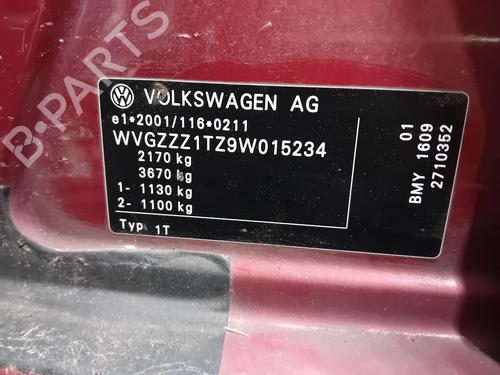 VOLKSWAGEN AG
e1*2001/116*0211
WVGZZZ1TZ9W015234
2170 kg
3670 kg
1- 1130 kg
2- 1100 kg
Typ 1T
01
BMY 1609
2710352